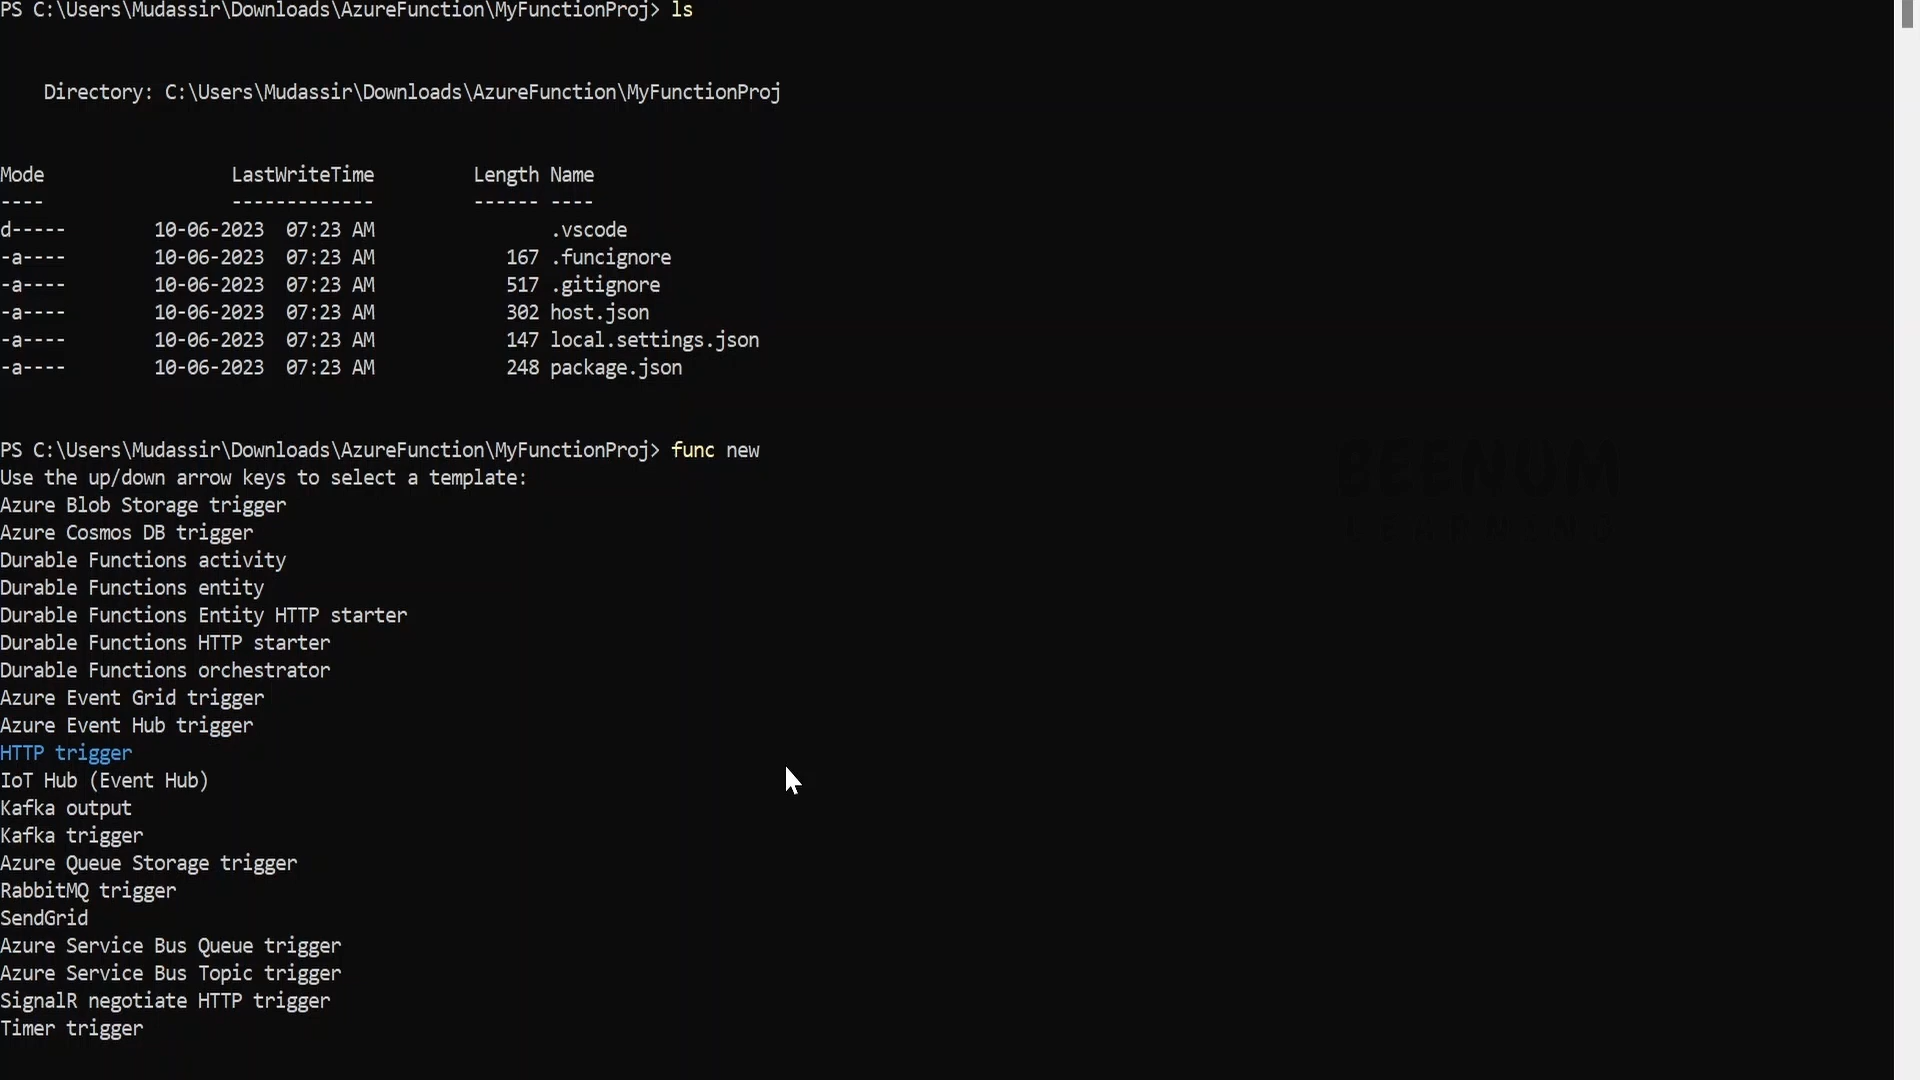 PS C:\Users\Mudassir\Downloads\AzureFunction\MyFunctionProj> ls
Directory: C:\Users\Mudassir\Downloads\AzureFunction\MyFunctionProj
Mode LastWriteTime Length Name
---- ------------- ------ ----
d----- 10-06-2023 07:23 AM .vscode
-a---- 10-06-2023 07:23 AM 167 .funcignore
-a---- 10-06-2023 07:23 AM 517 .gitignore
-a---- 10-06-2023 07:23 AM 302 host.json
-a---- 10-06-2023 07:23 AM 147 local.settings.json
-a---- 10-06-2023 07:23 AM 248 package.json
PS C:\Users\Mudassir\Downloads\AzureFunction\MyFunctionProj> func new
Use the up/down arrow keys to select a template:
Azure Blob Storage trigger
Azure Cosmos DB trigger
Durable Functions activity
Durable Functions entity
Durable Functions Entity HTTP starter
Durable Functions HTTP starter
Durable Functions orchestrator
Azure Event Grid trigger
Azure Event Hub trigger
HTTP trigger
IoT Hub (Event Hub)
Kafka output
Kafka trigger
Azure Queue Storage trigger
RabbitMQ trigger
SendGrid
Azure Service Bus Queue trigger
Azure Service Bus Topic trigger
SignalR negotiate HTTP trigger
Timer trigger
BEENUM
LEARNING